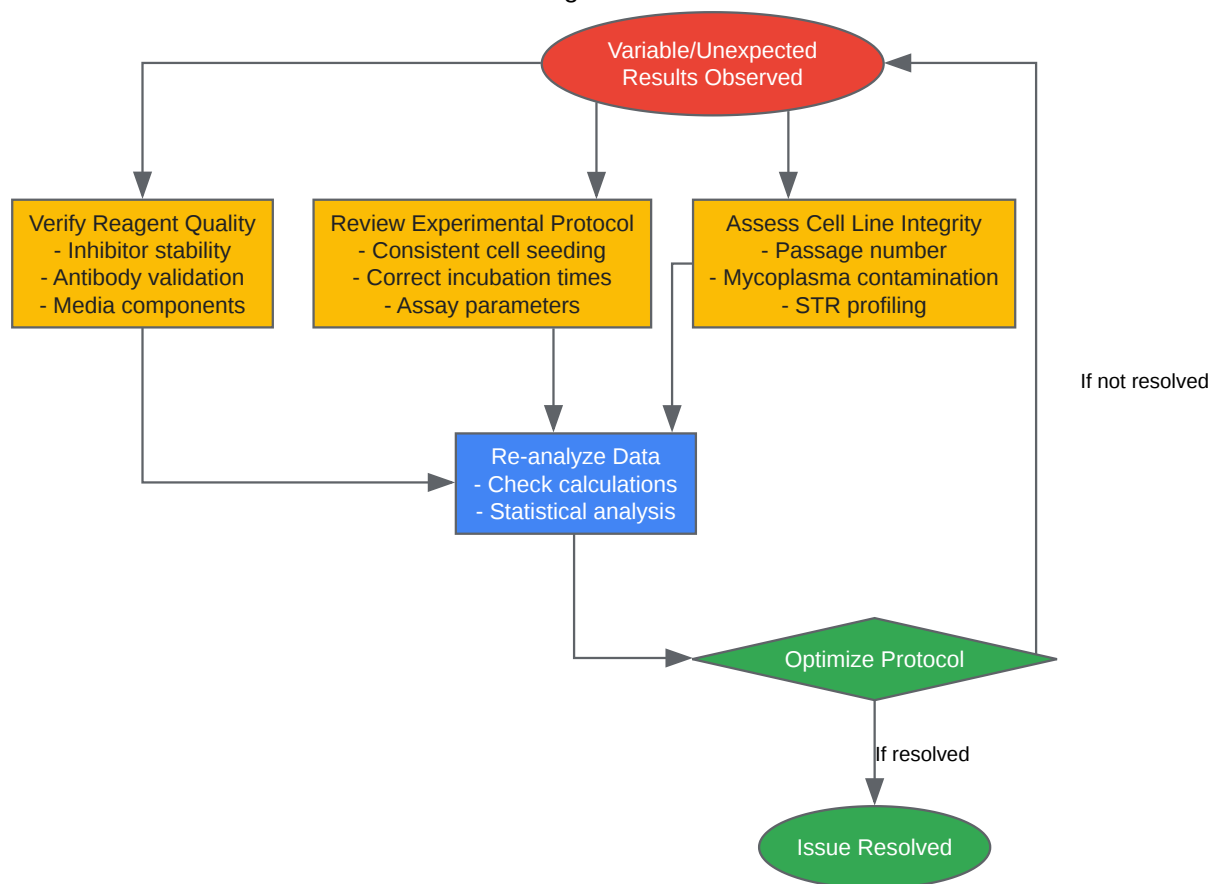 Variable/Unexpected
Results Observed
Verify Reagent Quality
- Inhibitor stability
- Antibody validation
- Media components
Review Experimental Protocol
- Consistent cell seeding
- Correct incubation times
- Assay parameters
Assess Cell Line Integrity
- Passage number
- Mycoplasma contamination
- STR profiling
If not resolved
Re-analyze Data
- Check calculations
- Statistical analysis
Optimize Protocol
If resolved
Issue Resolved